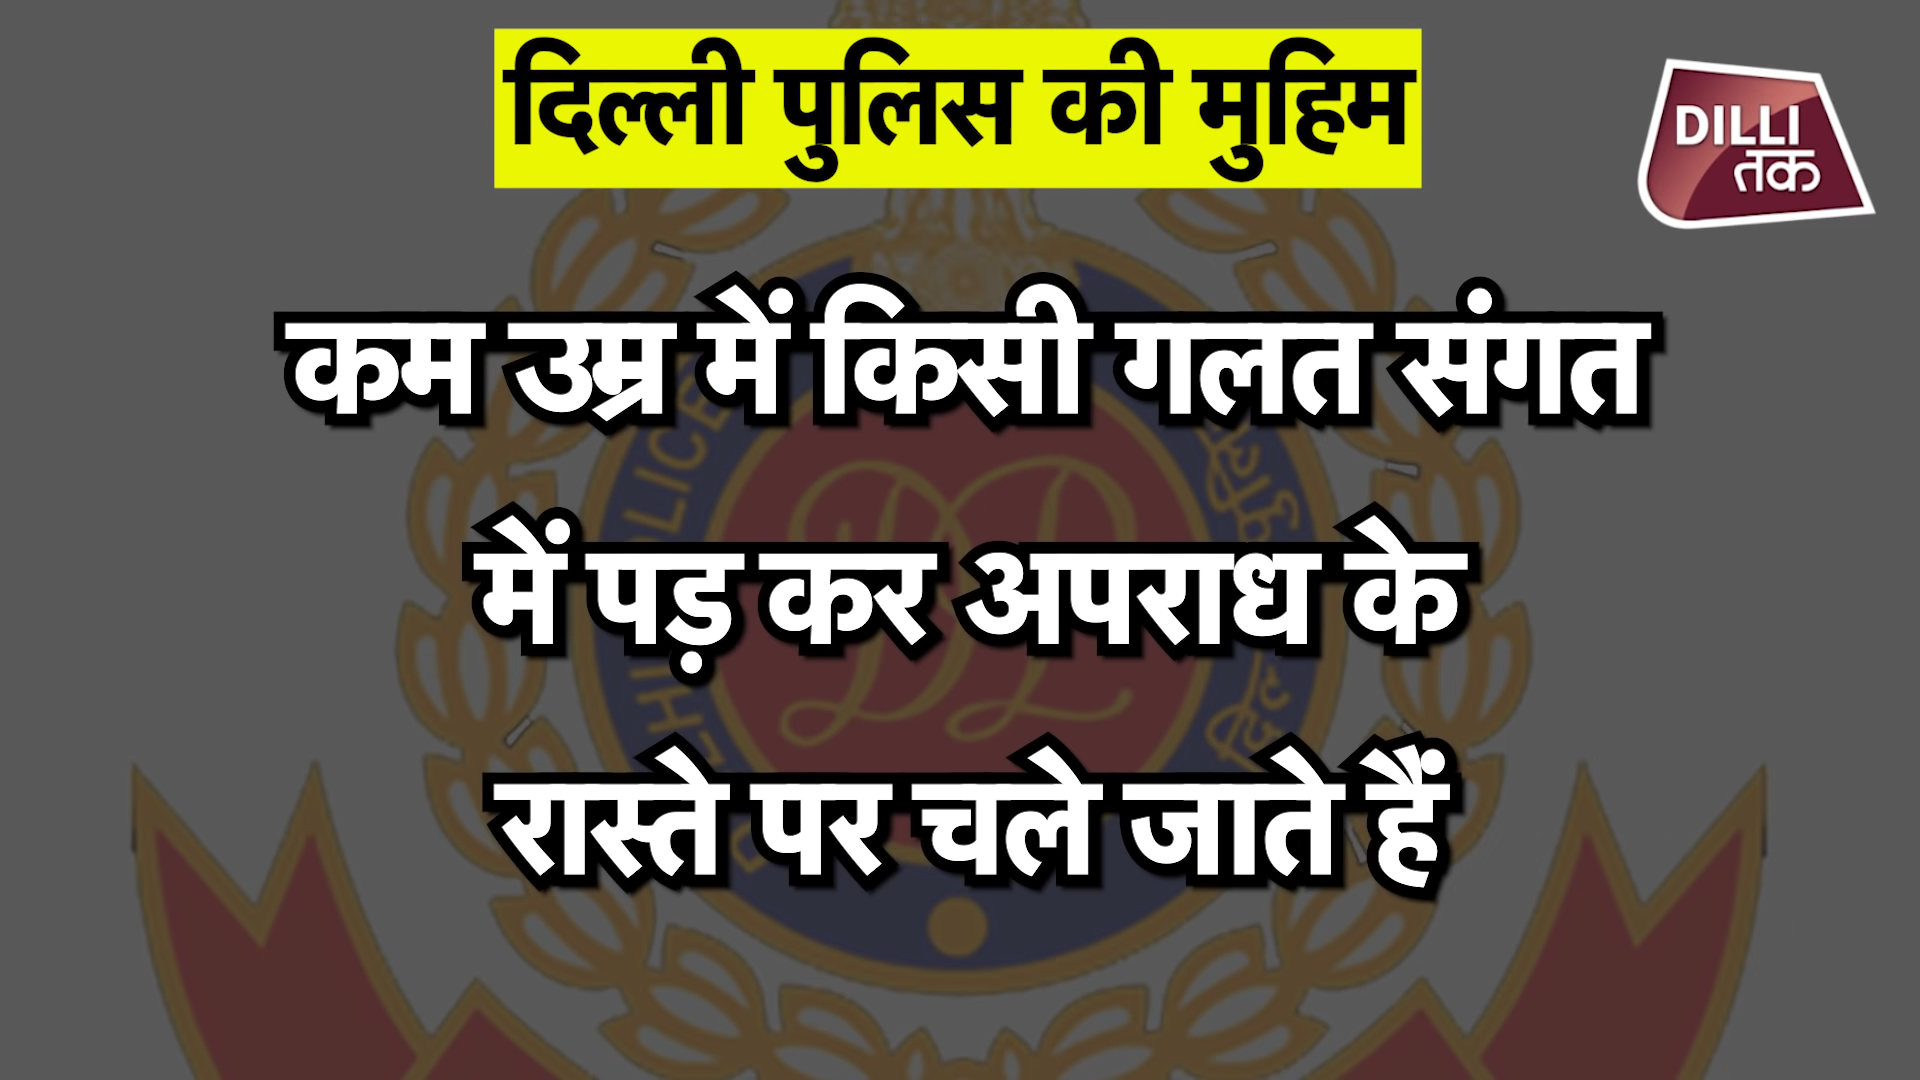 दिल्ली पुलिस की मुहिम
DILLI
तक
कम उम्र में किसी गलत संगत
में पड़ कर अपराध के
रास्ते पर चले जाते हैं